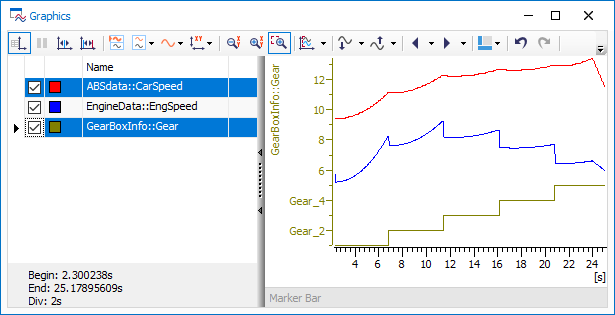 Graphics
Name
ABSdata::CarSpeed
EngineData::EngSpeed
GearBoxInfo::Gear
Begin: 2.300238s
End: 25.17895609s
Div: 2s
GearBoxInfo::Gear
12
10
8
6
Gear_4
Gear_2
4 6 8 10 12 14 16 18 20 22 24
[s]
Marker Bar